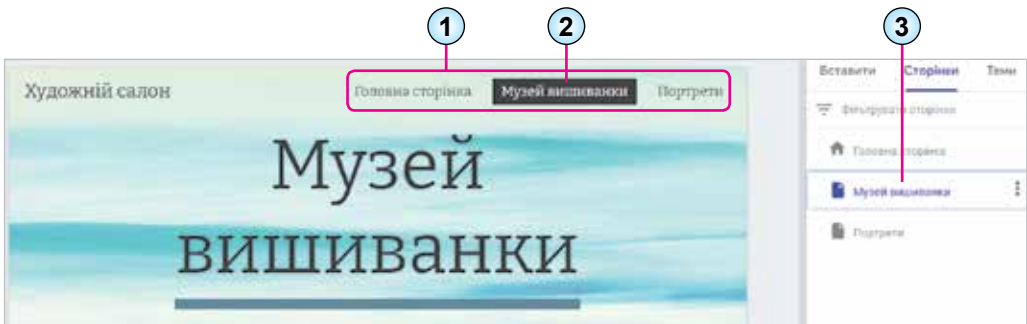 1 2 3
Художній салон Головна сторінка Музей вишиванки Портрети
Вставити Сторінки Теми
Фільтрувати сторінки
Головна сторінка
Музей вишиванки
Портрети
Музей
вишиванки